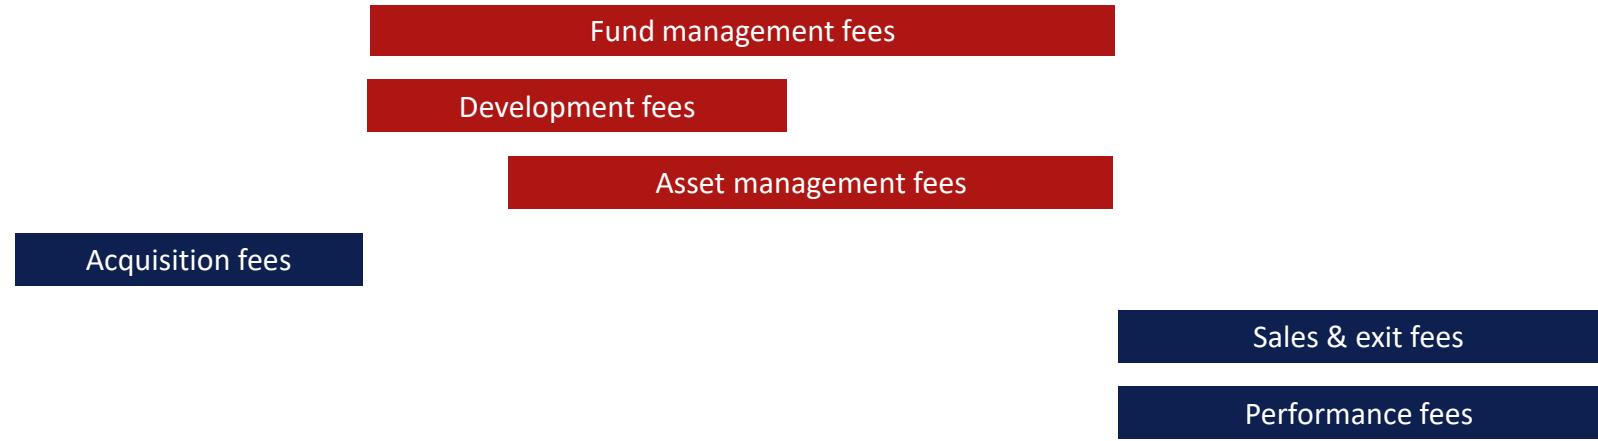 Fund management fees
Development fees
Asset management fees
Acquisition fees
Sales & exit fees
Performance fees